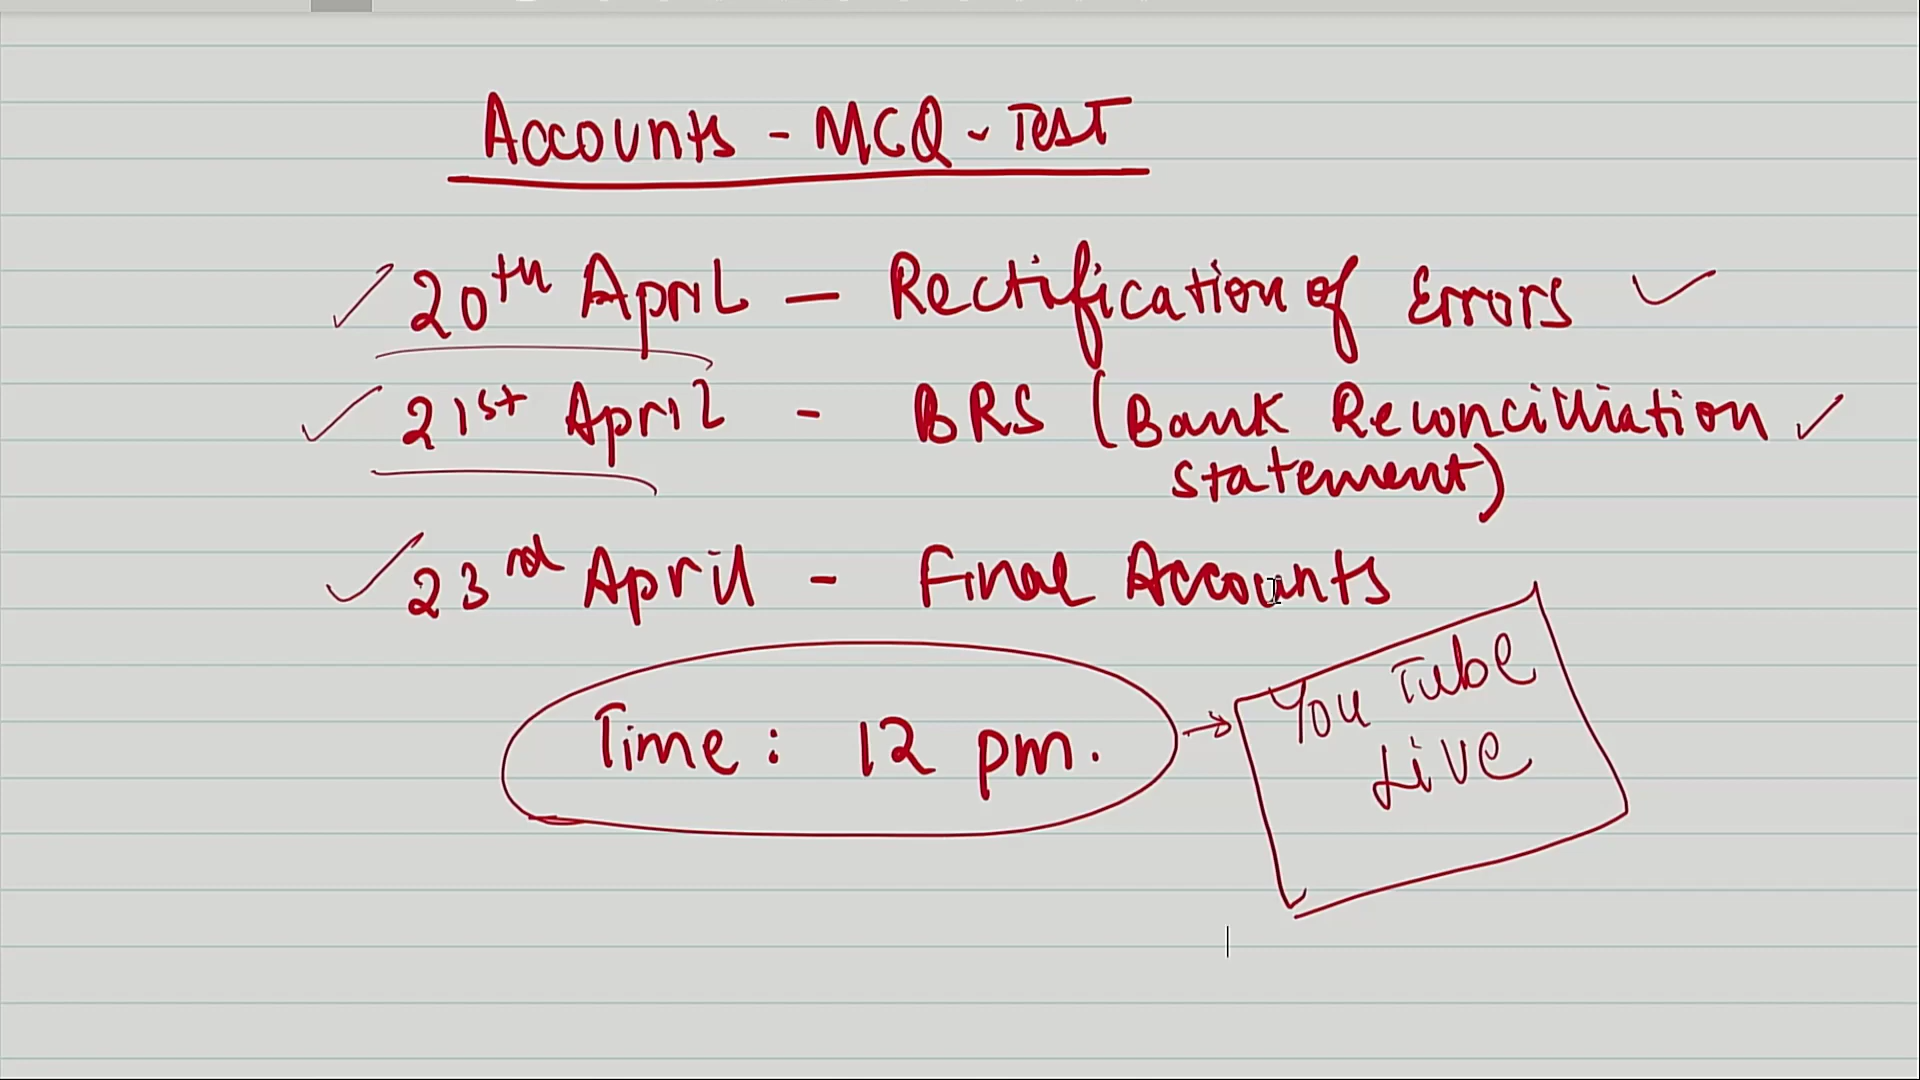 Accounts - MCQ - Test
20th April - Rectification of Errors
21st April - BRS (Bank Reconcilliation
statement)
23rd April - Final Accounts
Time: 12 pm.
You Tube
Live